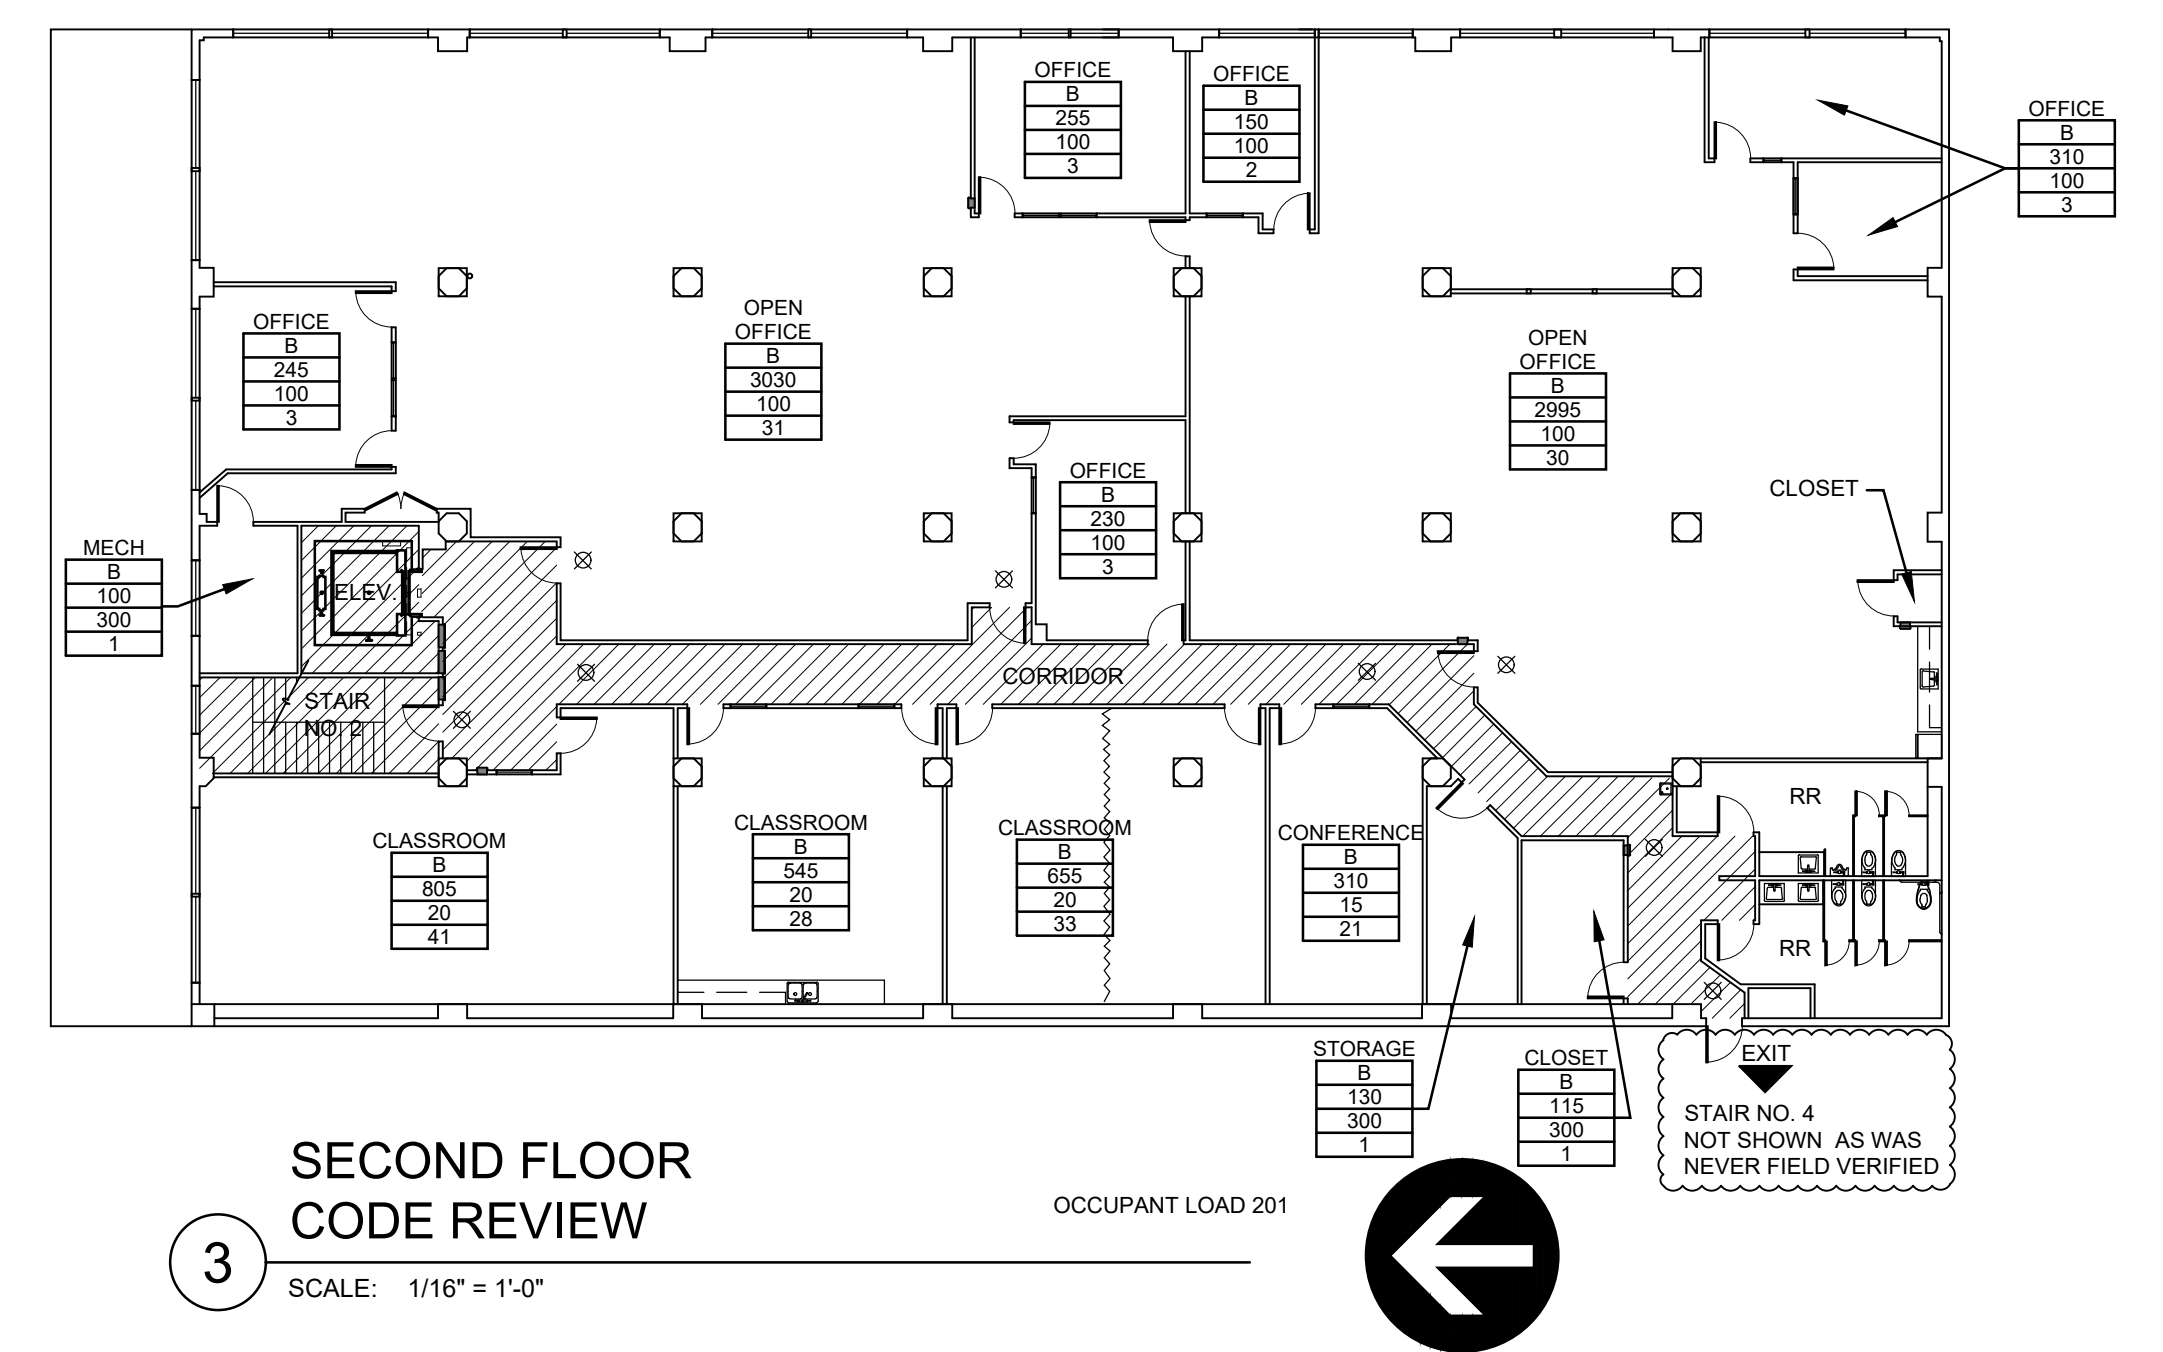 OFFICE
B
255
100
3
OFFICE
B
150
100
2
OFFICE
B
310
100
3
OFFICE
B
245
100
3
OPEN
OFFICE
B
3030
100
31
OPEN
OFFICE
B
2995
100
30
OFFICE
B
230
100
3
CLOSET
MECH
B
100
300
1
ELEV.
STAIR
NO. 2
CORRIDOR
CLASSROOM
B
805
20
41
CLASSROOM
B
545
20
28
CLASSROOM
B
655
20
33
CONFERENCE
B
310
15
21
RR
RR
STORAGE
B
130
300
1
CLOSET
B
115
300
1
EXIT
STAIR NO. 4
NOT SHOWN AS WAS
NEVER FIELD VERIFIED
SECOND FLOOR
CODE REVIEW
OCCUPANT LOAD 201
3
SCALE: 1/16" = 1'-0"